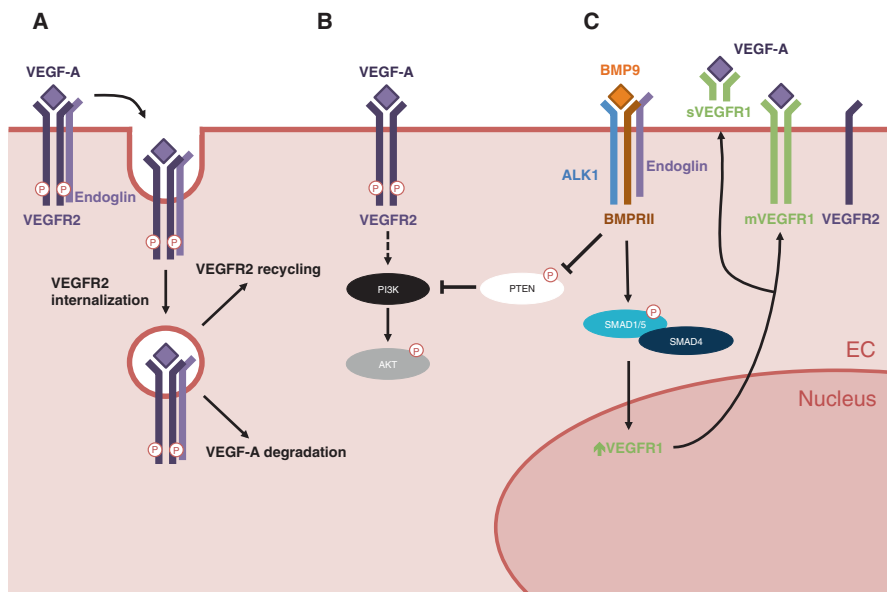 A
B
C
VEGF-A
VEGF-A
BMP9
VEGF-A
sVEGFR1
P
P
Endoglin
VEGFR2
P
P
P
P
VEGFR2
ALK1
Endoglin
BMPRII
mVEGFR1
VEGFR2
VEGFR2
internalization
VEGFR2 recycling
PI3K
PTEN
P
SMAD1/5
P
SMAD4
AKT
P
EC
Nucleus
P
P
VEGF-A degradation
VEGFR1